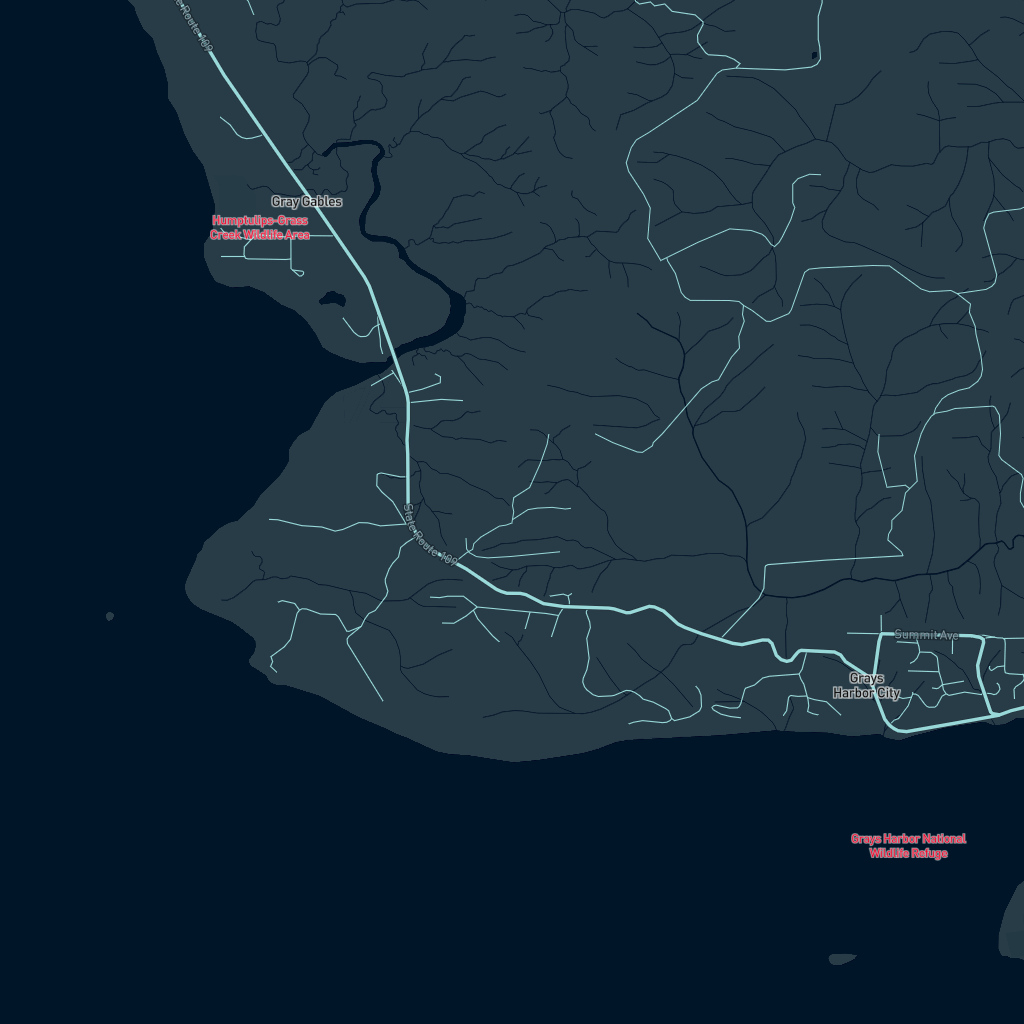 e Route 109
Gray Gables
Humptulips-Grass
Creek Wildlife Area
State Route 109
Summit Ave
Grays
Harbor City
Grays Harbor National
Wildlife Refuge